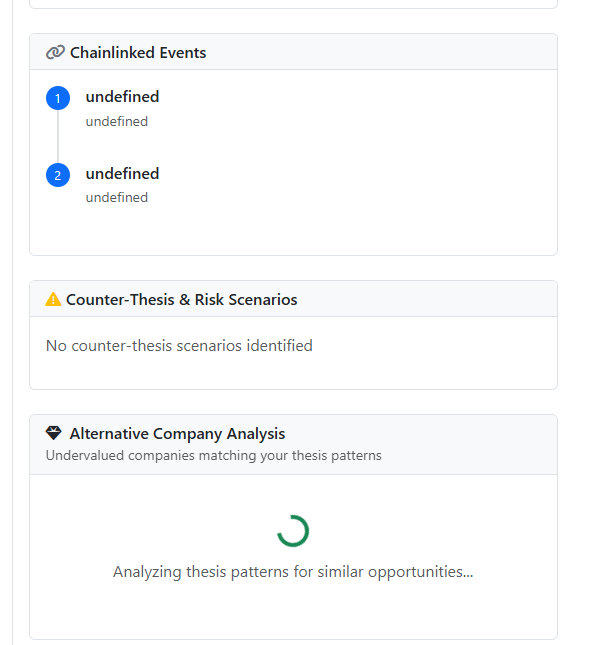 Chainlinked Events
1 undefined
undefined
2 undefined
undefined
Counter-Thesis & Risk Scenarios
No counter-thesis scenarios identified
Alternative Company Analysis
Undervalued companies matching your thesis patterns
Analyzing thesis patterns for similar opportunities...